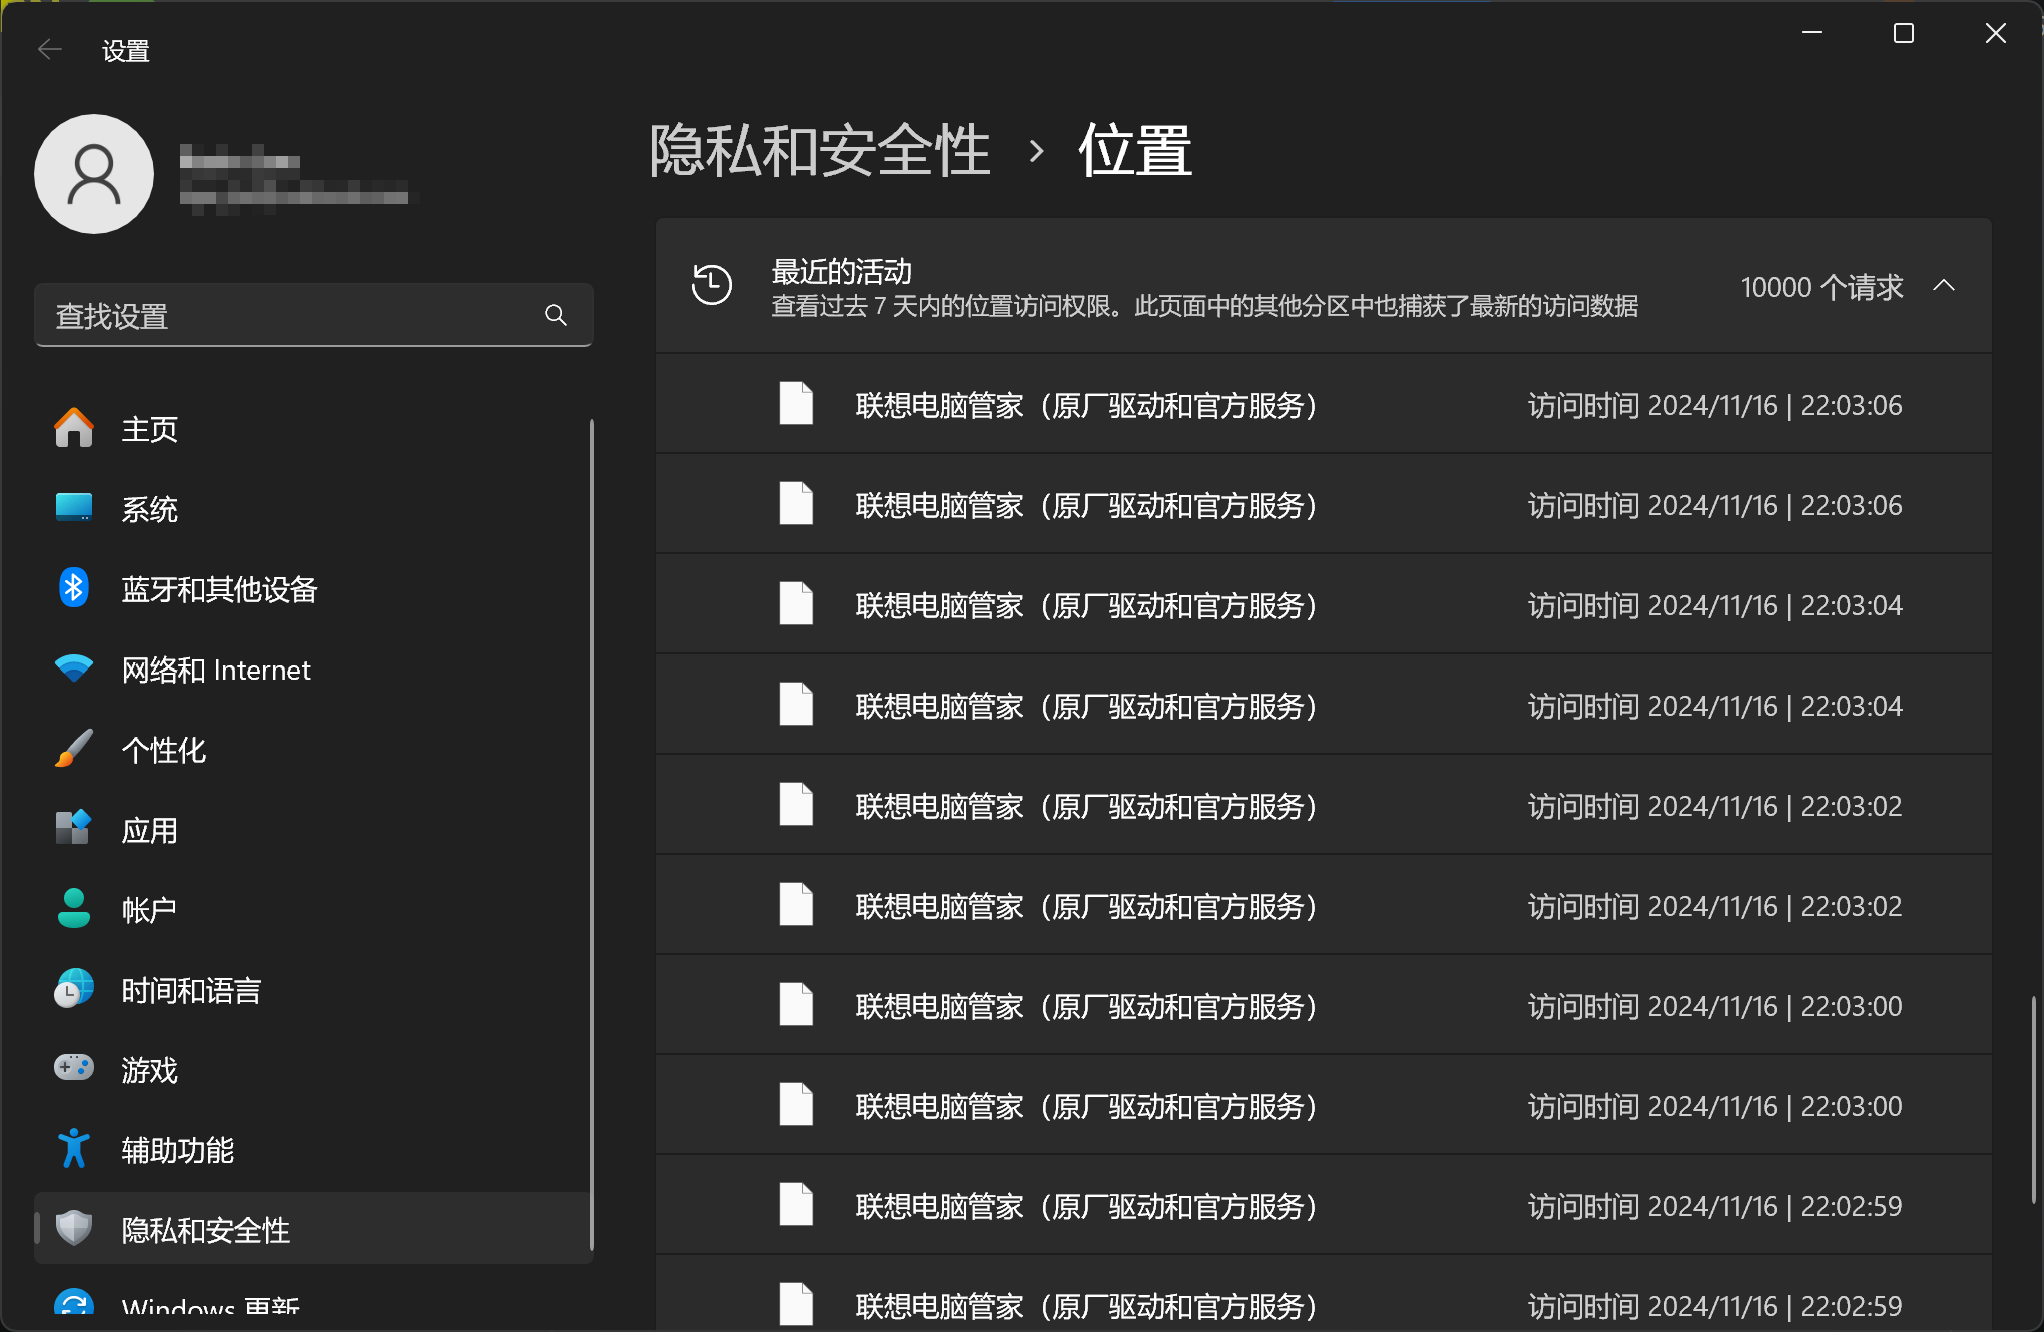 设置
查找设置
主页
系统
蓝牙和其他设备
网络和 Internet
个性化
应用
帐户
时间和语言
游戏
辅助功能
隐私和安全性
Windows 更新
隐私和安全性 › 位置
最近的活动
查看过去 7 天内的位置访问权限。此页面中的其他分区中也捕获了最新的访问数据
10000 个请求
联想电脑管家（原厂驱动和官方服务） 访问时间 2024/11/16 | 22:03:06
联想电脑管家（原厂驱动和官方服务） 访问时间 2024/11/16 | 22:03:06
联想电脑管家（原厂驱动和官方服务） 访问时间 2024/11/16 | 22:03:04
联想电脑管家（原厂驱动和官方服务） 访问时间 2024/11/16 | 22:03:04
联想电脑管家（原厂驱动和官方服务） 访问时间 2024/11/16 | 22:03:02
联想电脑管家（原厂驱动和官方服务） 访问时间 2024/11/16 | 22:03:02
联想电脑管家（原厂驱动和官方服务） 访问时间 2024/11/16 | 22:03:00
联想电脑管家（原厂驱动和官方服务） 访问时间 2024/11/16 | 22:03:00
联想电脑管家（原厂驱动和官方服务） 访问时间 2024/11/16 | 22:02:59
联想电脑管家（原厂驱动和官方服务） 访问时间 2024/11/16 | 22:02:59